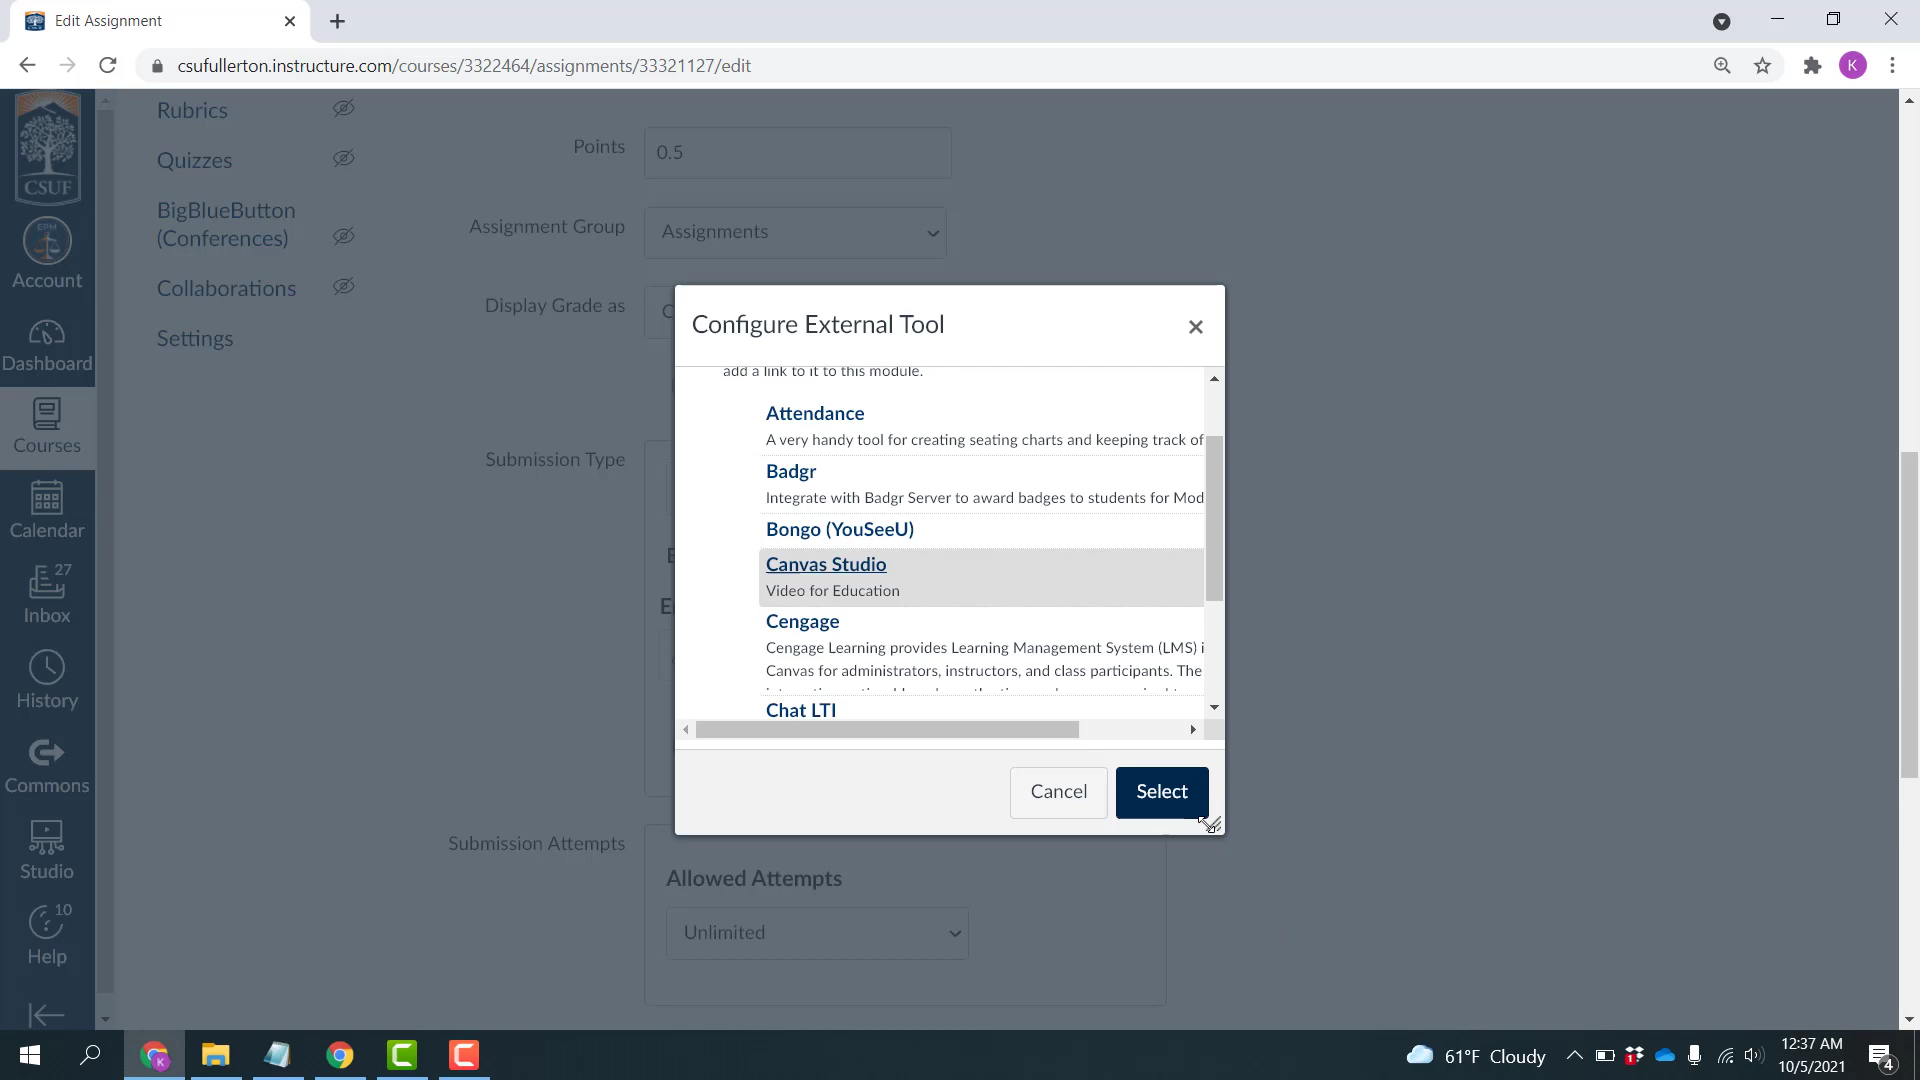 Edit Assignment
csufullerton.instructure.com/courses/3322464/assignments/33321127/edit
K
CSUF
EPM
Account
Dashboard
Courses
Calendar
27
Inbox
History
Commons
Studio
10
Help
Rubrics
Quizzes
BigBlueButton
(Conferences)
Collaborations
Settings
Points
0.5
Assignment Group
Assignments
Display Grade as
Submission Type
Submission Attempts
Allowed Attempts
Unlimited
Configure External Tool
add a link to it to this module.
Attendance
A very handy tool for creating seating charts and keeping track of
Badgr
Integrate with Badgr Server to award badges to students for Mod
Bongo (YouSeeU)
Canvas Studio
Video for Education
Cengage
Cengage Learning provides Learning Management System (LMS) i
Canvas for administrators, instructors, and class participants. The
Chat LTI
Cancel
Select
K
61°F Cloudy
1
12:37 AM
10/5/2021
4